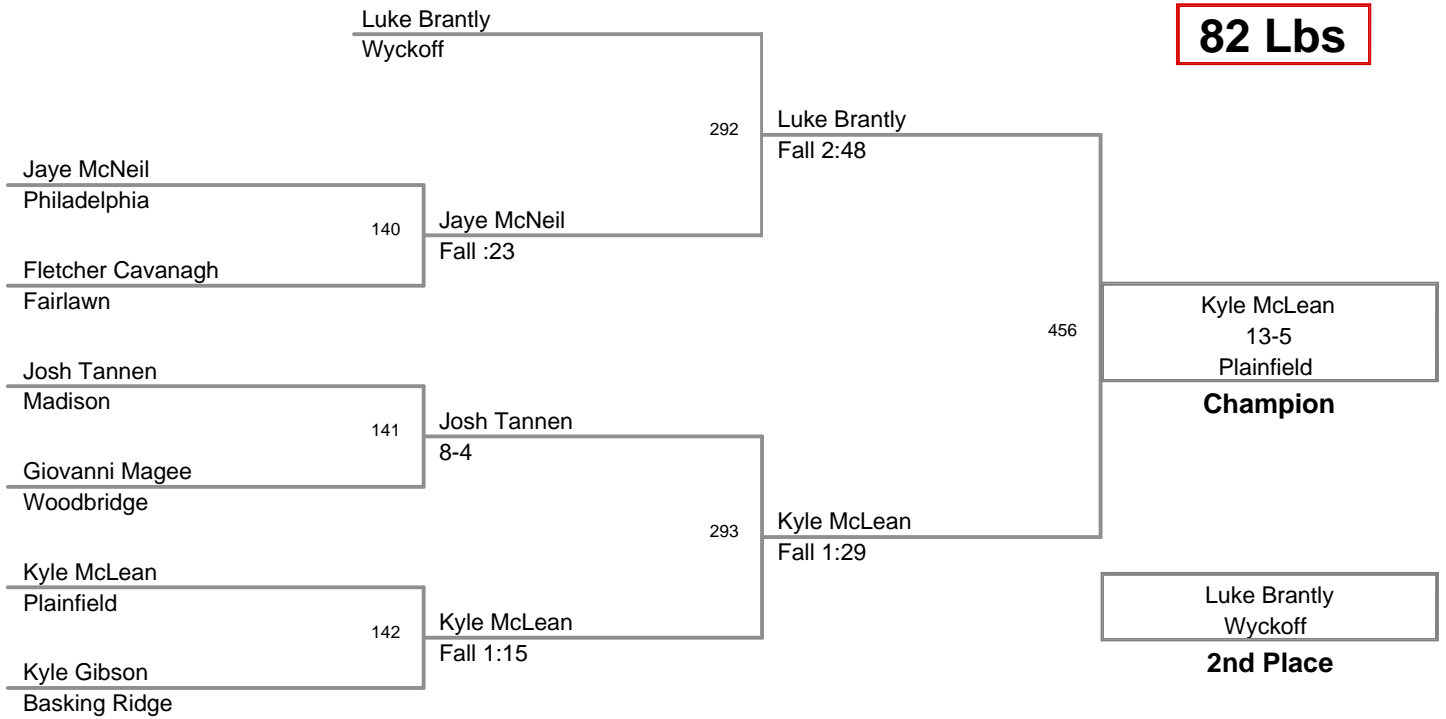 Luke Brantly
Wyckoff
82 Lbs
292
Luke Brantly
Fall 2:48
Jaye McNeil
Philadelphia
140
Jaye McNeil
Fall :23
Fletcher Cavanagh
Fairlawn
456
Kyle McLean
13-5
Plainfield
Champion
Josh Tannen
Madison
141
Josh Tannen
8-4
Giovanni Magee
Woodbridge
293
Kyle McLean
Fall 1:29
Kyle McLean
Plainfield
142
Kyle McLean
Fall 1:15
Kyle Gibson
Basking Ridge
Luke Brantly
Wyckoff
2nd Place